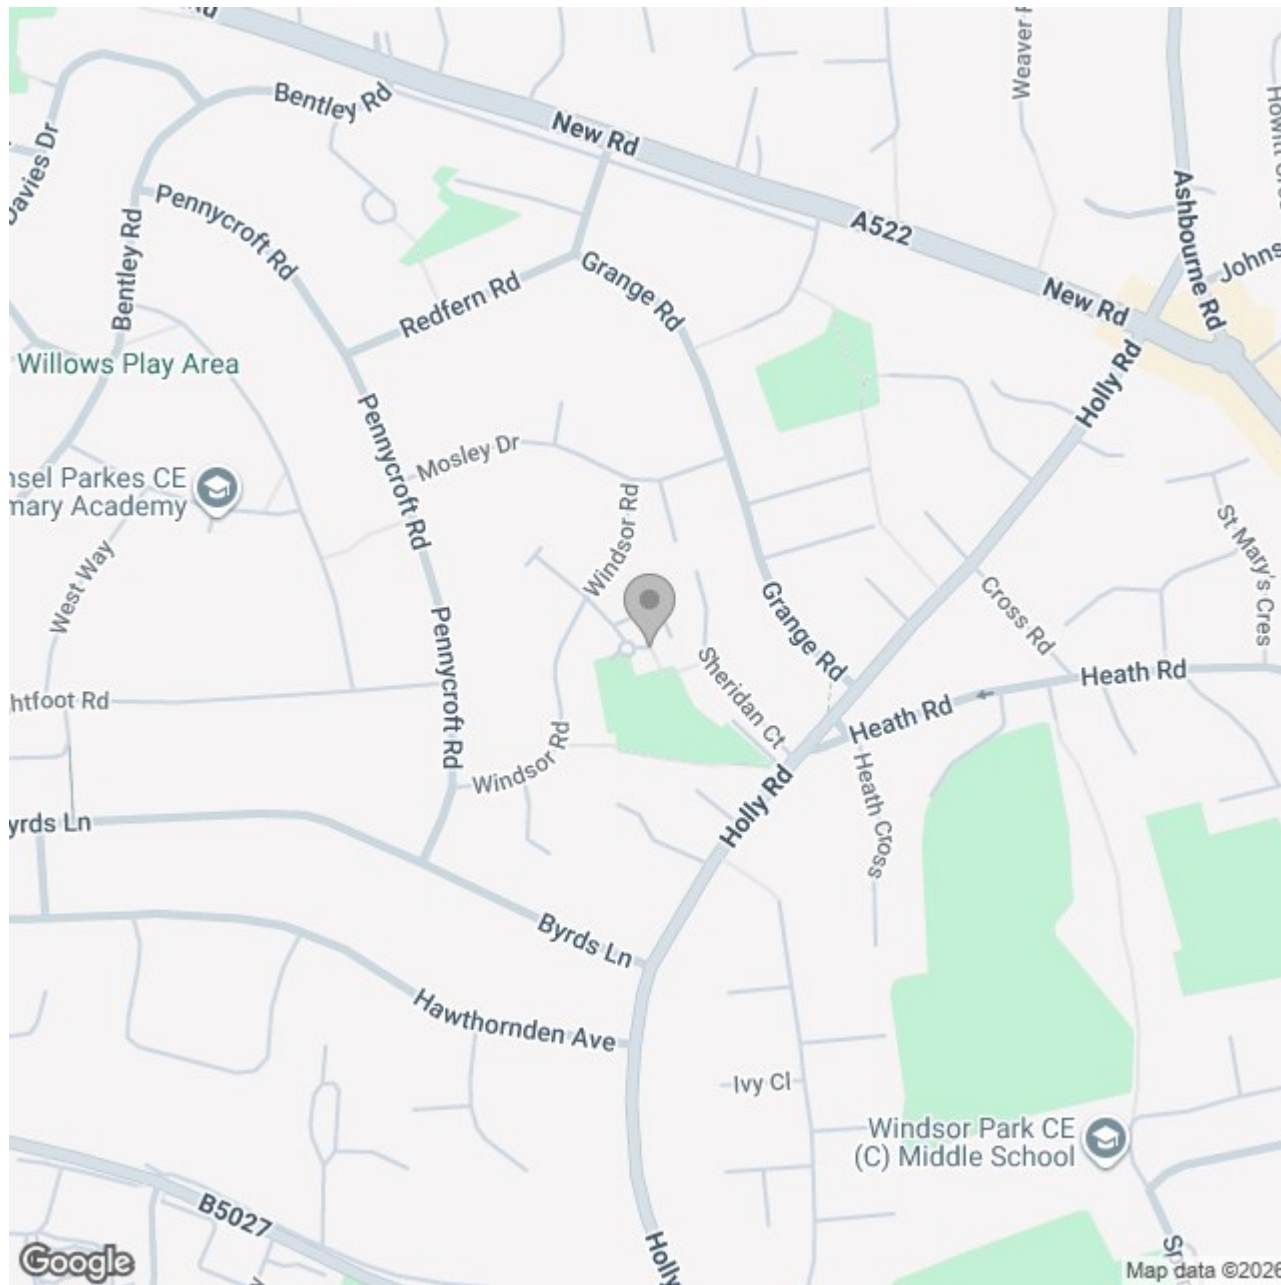 Weaver
Howitt
Bentley Rd
New Rd
Davies Dr
Ashbourne Rd
Pennycroft Rd
A522
Johns
Bentley Rd
Grange Rd
Redfern Rd
New Rd
Willows Play Area
Holly Rd
Pennycroft Rd
Mosley Dr
nsel Parkes CE
mary Academy
Windsor Rd
St Mary's Cres
West Way
Cross Rd
Grange Rd
Pennycroft Rd
Sheridan Ct
Heath Rd
htfoot Rd
Heath Rd
Windsor Rd
Heath Cross
Holly Rd
yrds Ln
Byrds Ln
Hawthornden Ave
Ivy Cl
Windsor Park CE
(C) Middle School
B5027
Holly
Google
Map data ©2026